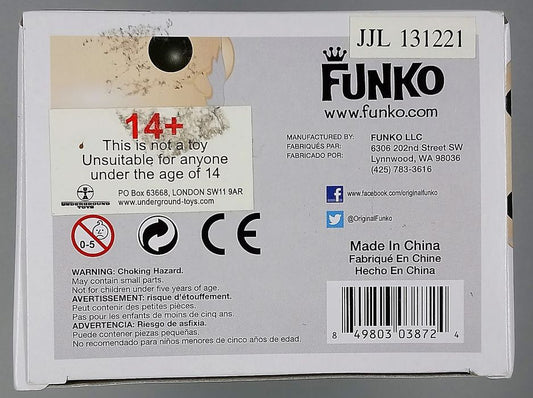 JJL 131221
FUNKO
www.funko.com
MANUFACTURED BY: FUNKO LLC
FABRIQUÉS PAR: 6306 202nd Street SW
FABRICADO POR: Lynnwood, WA 98036
(425) 783-3616
www.facebook.com/originalfunko
@OriginalFunko
14+
This is not a toy
Unsuitable for anyone
under the age of 14
UNDERGROUND
TOYS
PO Box 63668, LONDON SW11 9AR
www.underground-toys.com
0-5
CE
Made In China
Fabriqué En Chine
Hecho En China
WARNING: Choking Hazard.
May contain small parts.
Not for children under five years of age.
AVERTISSEMENT: risque d'étouffement.
Peut contenir des petites pièces.
Pas pour les enfants de moins de cinq ans.
ADVERTENCIA: Riesgo de asfixia.
Puede contener piezas pequeñas.
No recomendado para niños menores de cinco años de edad.
8 49803 03872 4